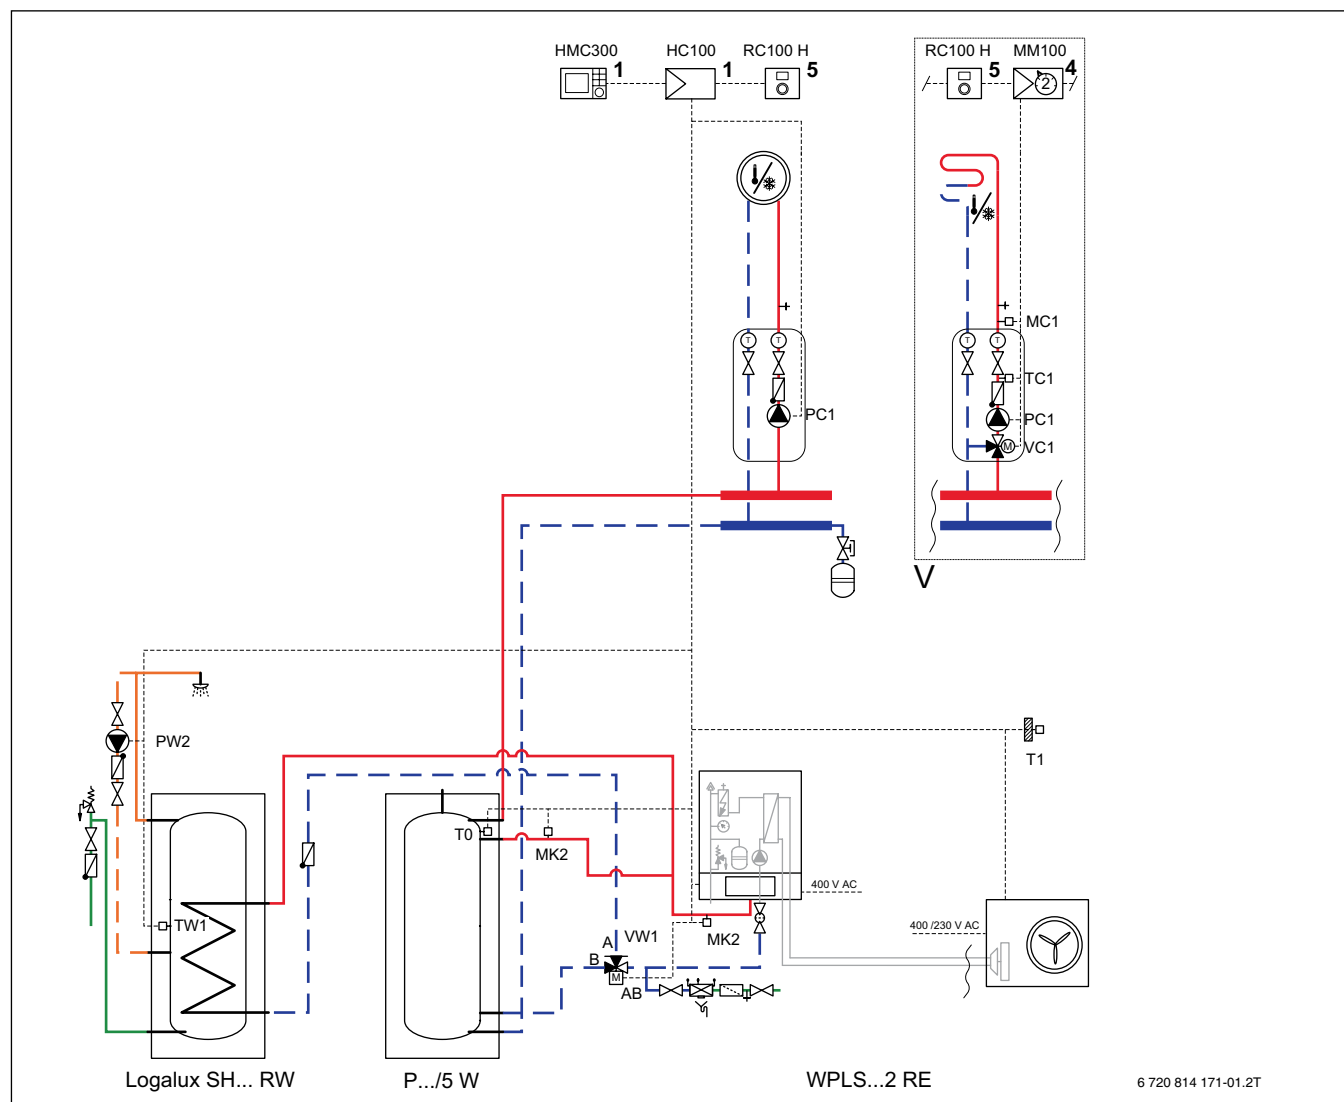 HMC300
HC100
RC100 H
RC100 H
MM100
1
1
5
5
4
2
T
T
T
T
MC1
TC1
PC1
PC1
M
VC1
V
PW2
T1
T0
MK2
400 V AC
TW1
VW1
MK2
400 /230 V AC
A
B
M
AB
Logalux SH... RW
P.../5 W
WPLS...2 RE
6 720 814 171-01.2T